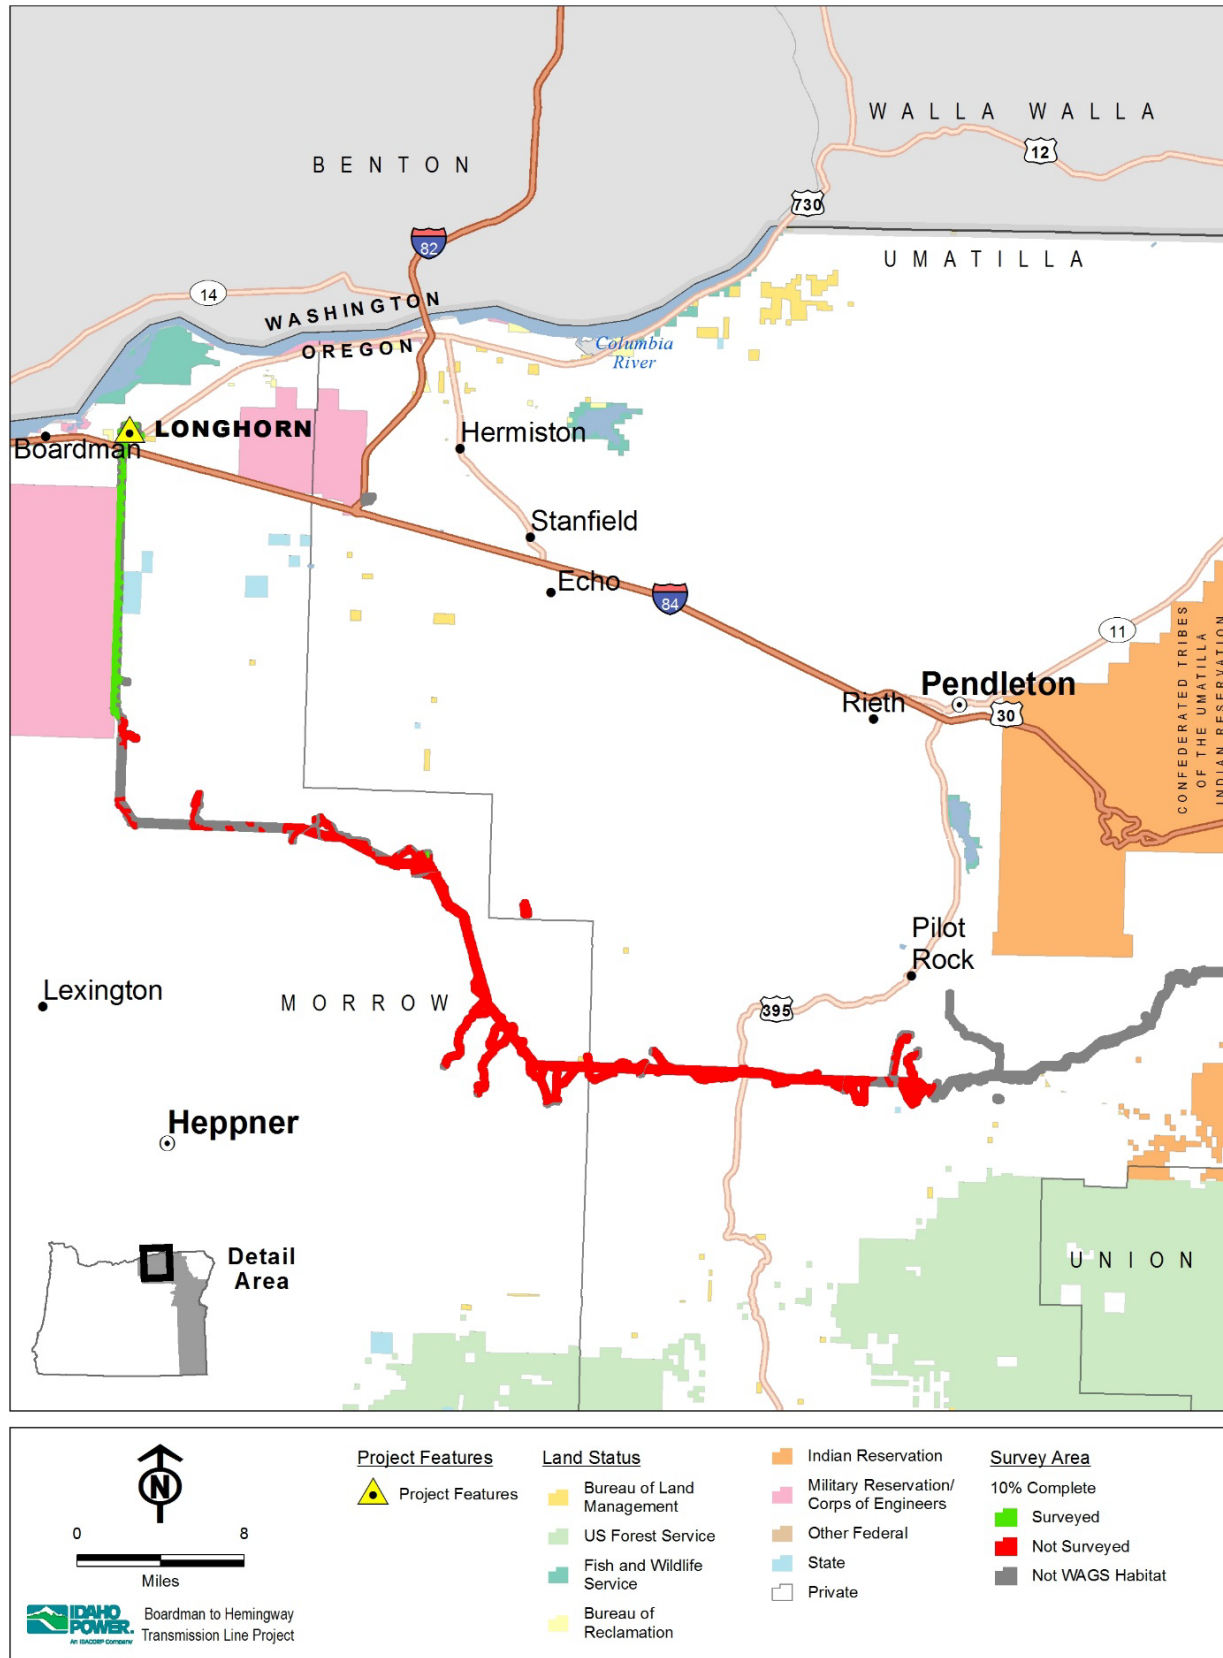 WALLA WALLA
12
BENTON
730
82
UMATILLA
14
WASHINGTON
OREGON
Columbia
River
LONGHORN
Boardman
Hermiston
Stanfield
Echo
84
11
CONFEDERATED TRIBES
OF THE UMATILLA
INDIAN RESERVATION
Pendleton
Rieth
30
Pilot
Rock
Lexington
MORROW
395
Heppner
Detail
Area
UNION
N
0 8
Miles
IDAHO
POWER.
An IDACORP Company
Boardman to Hemingway
Transmission Line Project
Project Features
Project Features
Land Status
Bureau of Land
Management
US Forest Service
Fish and Wildlife
Service
Bureau of
Reclamation
Indian Reservation
Military Reservation/
Corps of Engineers
Other Federal
State
Private
Survey Area
10% Complete
Surveyed
Not Surveyed
Not WAGS Habitat